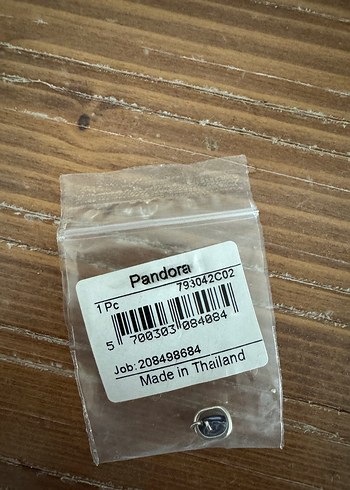 Pandora
1 Pc 793042C02
5 700303 084084
Job: 208498684
Made in Thailand